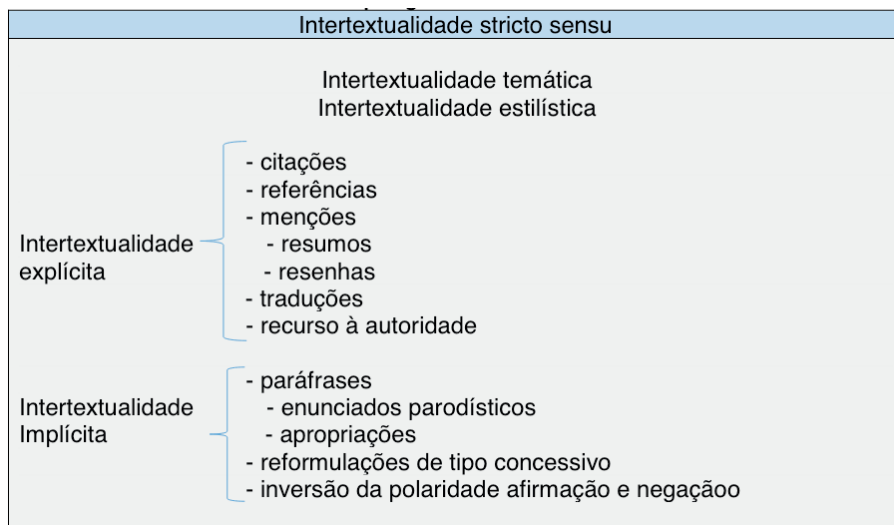 Intertextualidade stricto sensu
Intertextualidade temática
Intertextualidade estilística
Intertextualidade
explícita
- citações
- referências
- menções
- resumos
- resenhas
- traduções
- recurso à autoridade
Intertextualidade
Implícita
- paráfrases
- enunciados parodísticos
- apropriações
- reformulações de tipo concessivo
- inversão da polaridade afirmação e negaçãoo